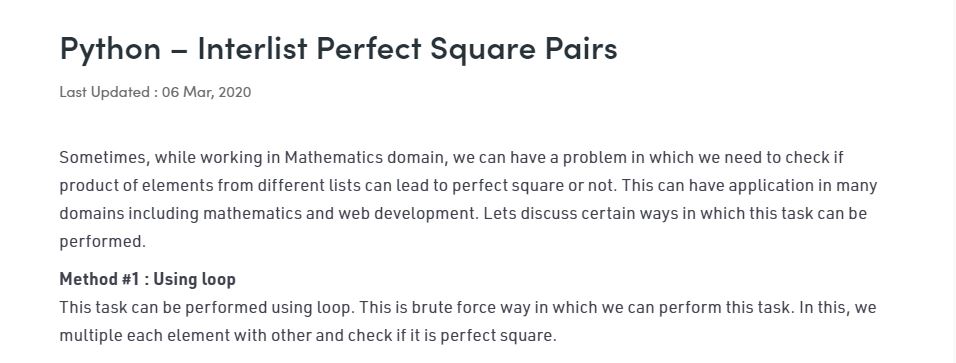 Python – Interlist Perfect Square Pairs
Last Updated : 06 Mar, 2020
Sometimes, while working in Mathematics domain, we can have a problem in which we need to check if
product of elements from different lists can lead to perfect square or not. This can have application in many
domains including mathematics and web development. Lets discuss certain ways in which this task can be
performed.
Method #1 : Using loop
This task can be performed using loop. This is brute force way in which we can perform this task. In this, we
multiple each element with other and check if it is perfect square.